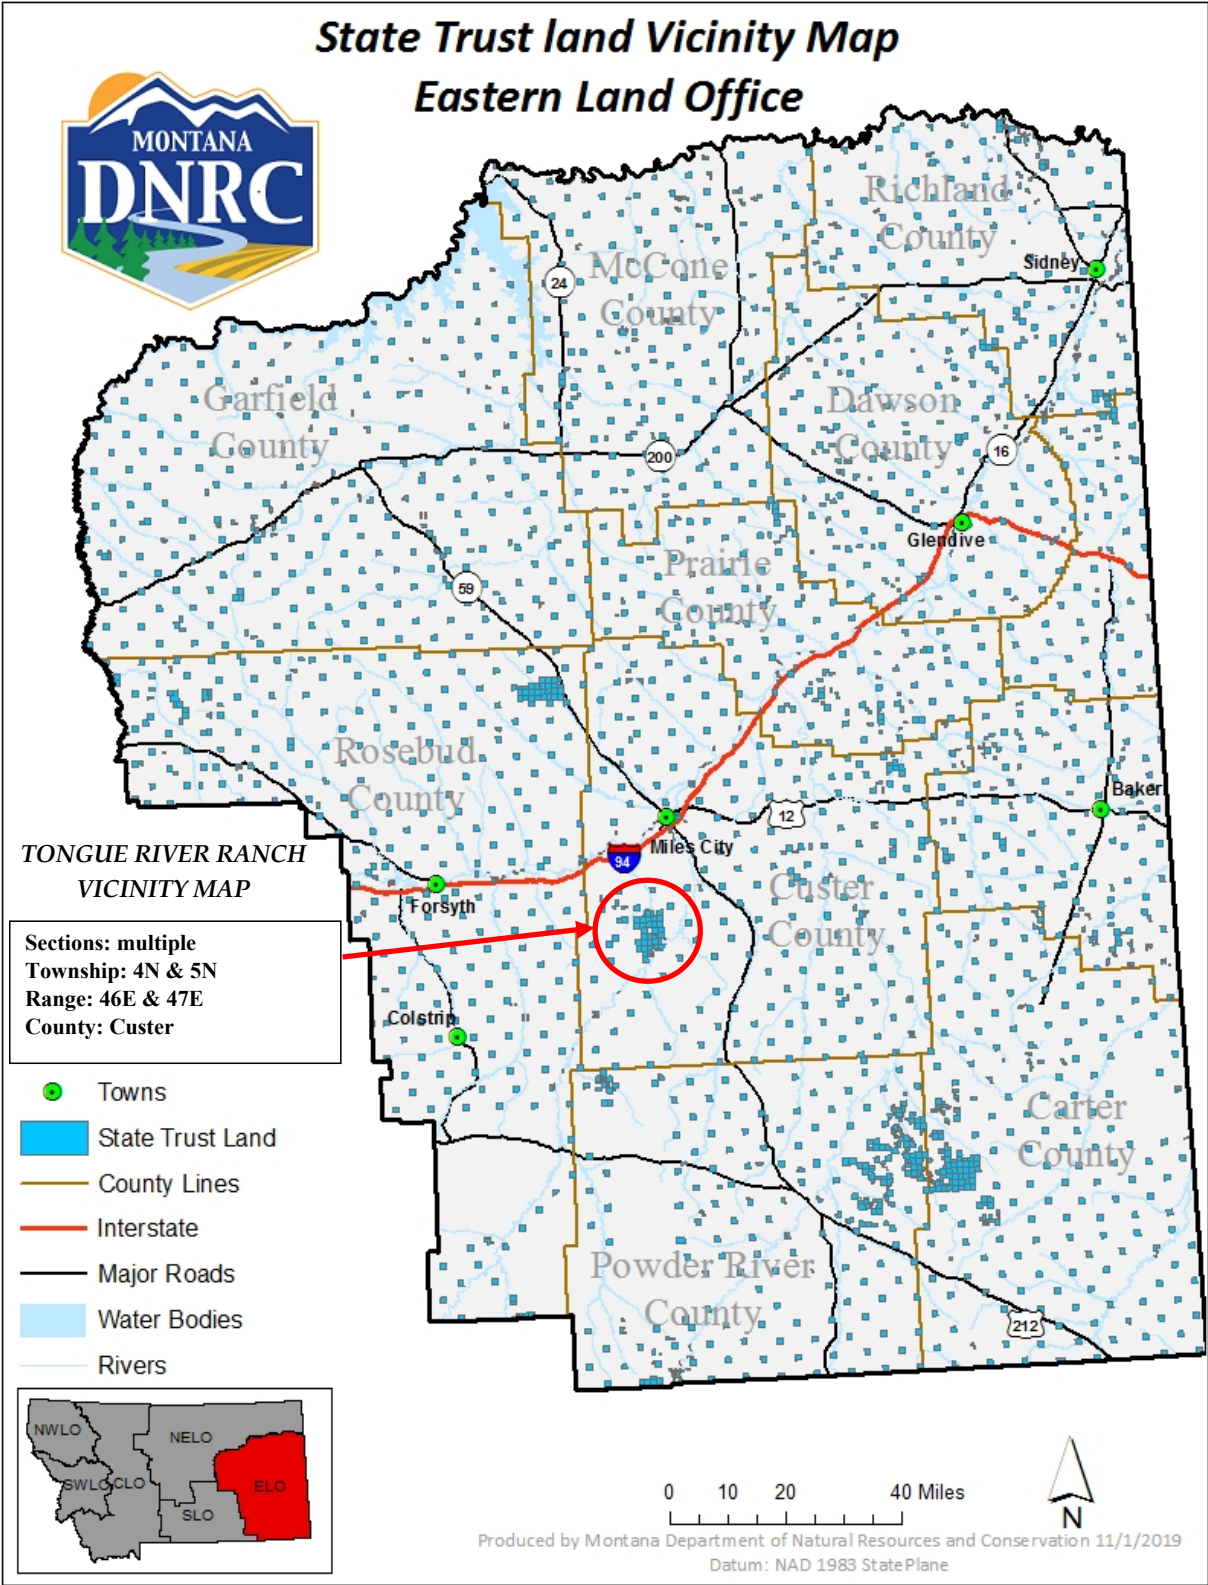 State Trust land Vicinity Map
Eastern Land Office
MONTANA
DNRC
Richland
County
Sidney
McCone
County
24
Garfield
County
Dawson
County
200
16
Glendive
Prairie
County
59
Rosebud
County
Baker
12
Miles City
94
TONGUE RIVER RANCH
VICINITY MAP
Custer
County
Forsyth
Sections: multiple
Township: 4N & 5N
Range: 46E & 47E
County: Custer
Colstrip
Towns
State Trust Land
County Lines
Interstate
Major Roads
Water Bodies
Rivers
Carter
County
Powder River
County
212
NWLO
NELO
SWLO
CLO
ELO
SLO
0 10 20 40 Miles
N
Produced by Montana Department of Natural Resources and Conservation 11/1/2019
Datum: NAD 1983 StatePlane